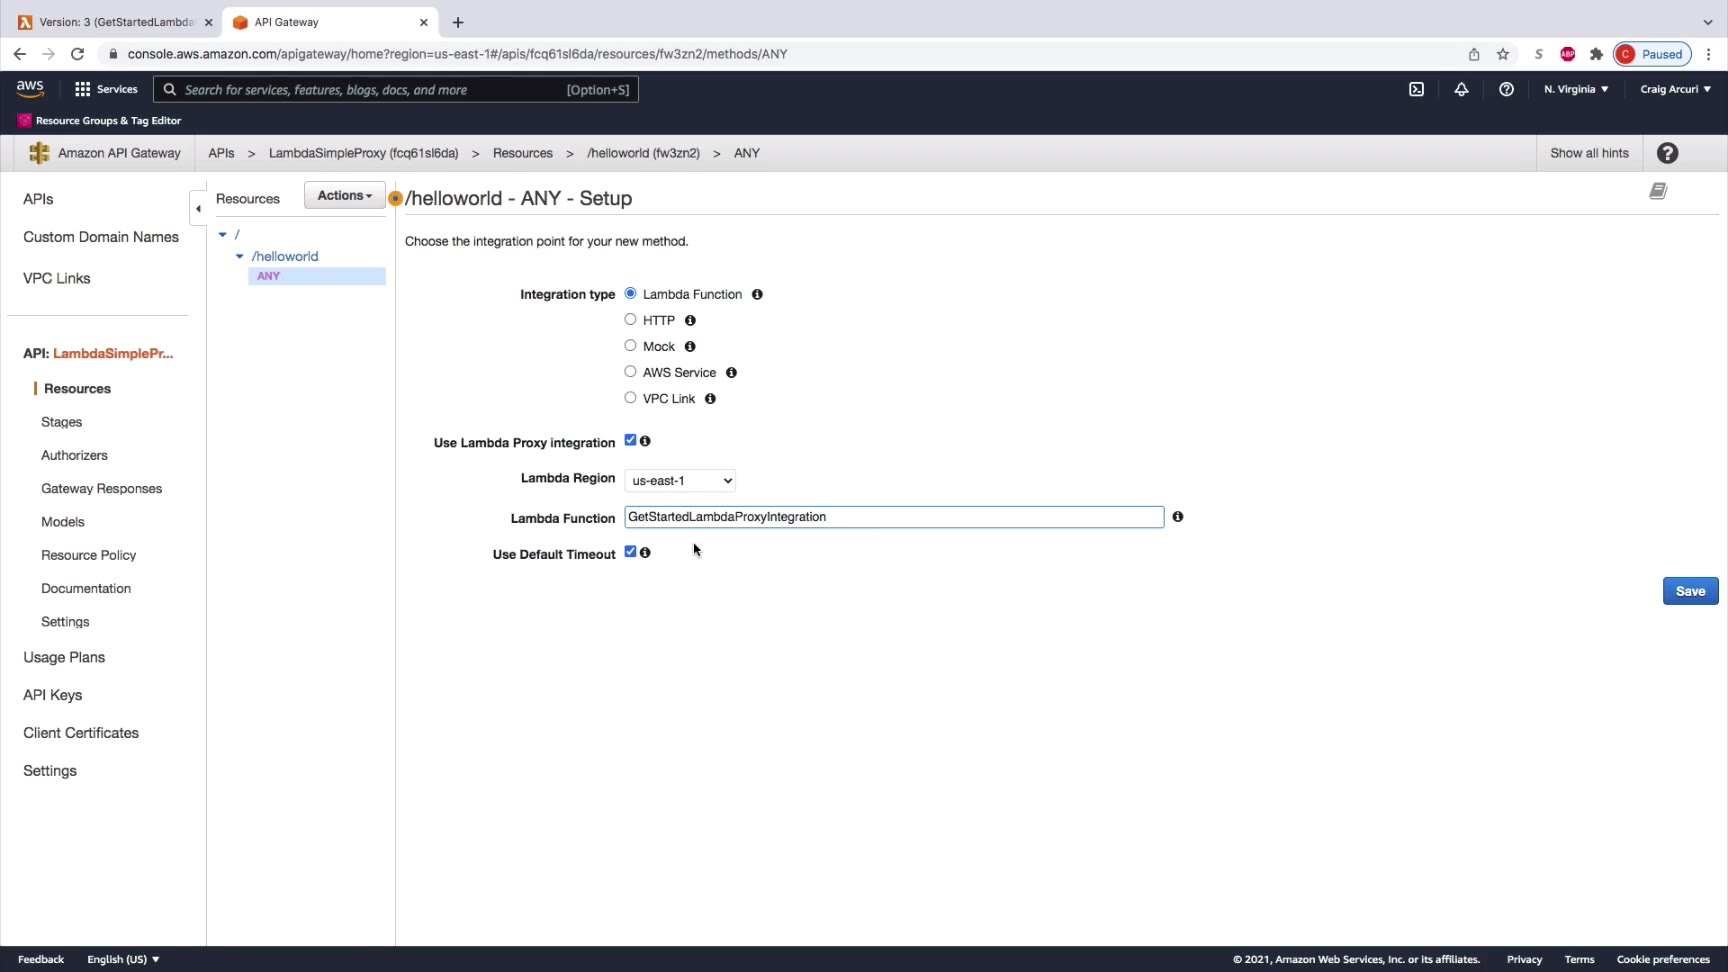 Version: 3 (GetStartedLambda
API Gateway
console.aws.amazon.com/apigateway/home?region=us-east-1#/apis/fcq61sl6da/resources/fw3zn2/methods/ANY
S
ABP
C Paused
aws
Services
Search for services, features, blogs, docs, and more [Option+S]
N. Virginia
Craig Arcuri
Resource Groups & Tag Editor
Amazon API Gateway
APIs > LambdaSimpleProxy (fcq61sl6da) > Resources > /helloworld (fw3zn2) > ANY
Show all hints
APIs
Custom Domain Names
VPC Links
API: LambdaSimplePr...
Resources
Stages
Authorizers
Gateway Responses
Models
Resource Policy
Documentation
Settings
Usage Plans
API Keys
Client Certificates
Settings
Resources
Actions
/
/helloworld
ANY
/helloworld - ANY - Setup
Choose the integration point for your new method.
Integration type Lambda Function
HTTP
Mock
AWS Service
VPC Link
Use Lambda Proxy integration
Lambda Region us-east-1
Lambda Function GetStartedLambdaProxyIntegration
Use Default Timeout
Save
Feedback
English (US)
© 2021, Amazon Web Services, Inc. or its affiliates.
Privacy
Terms
Cookie preferences